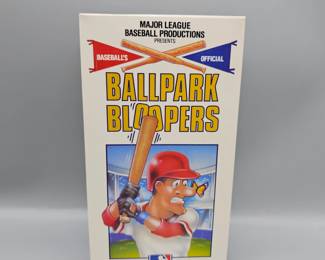 MAJOR LEAGUE
BASEBALL PRODUCTIONS
PRESENTS
BASEBALL'S OFFICIAL
BALLPARK
BLOOPERS